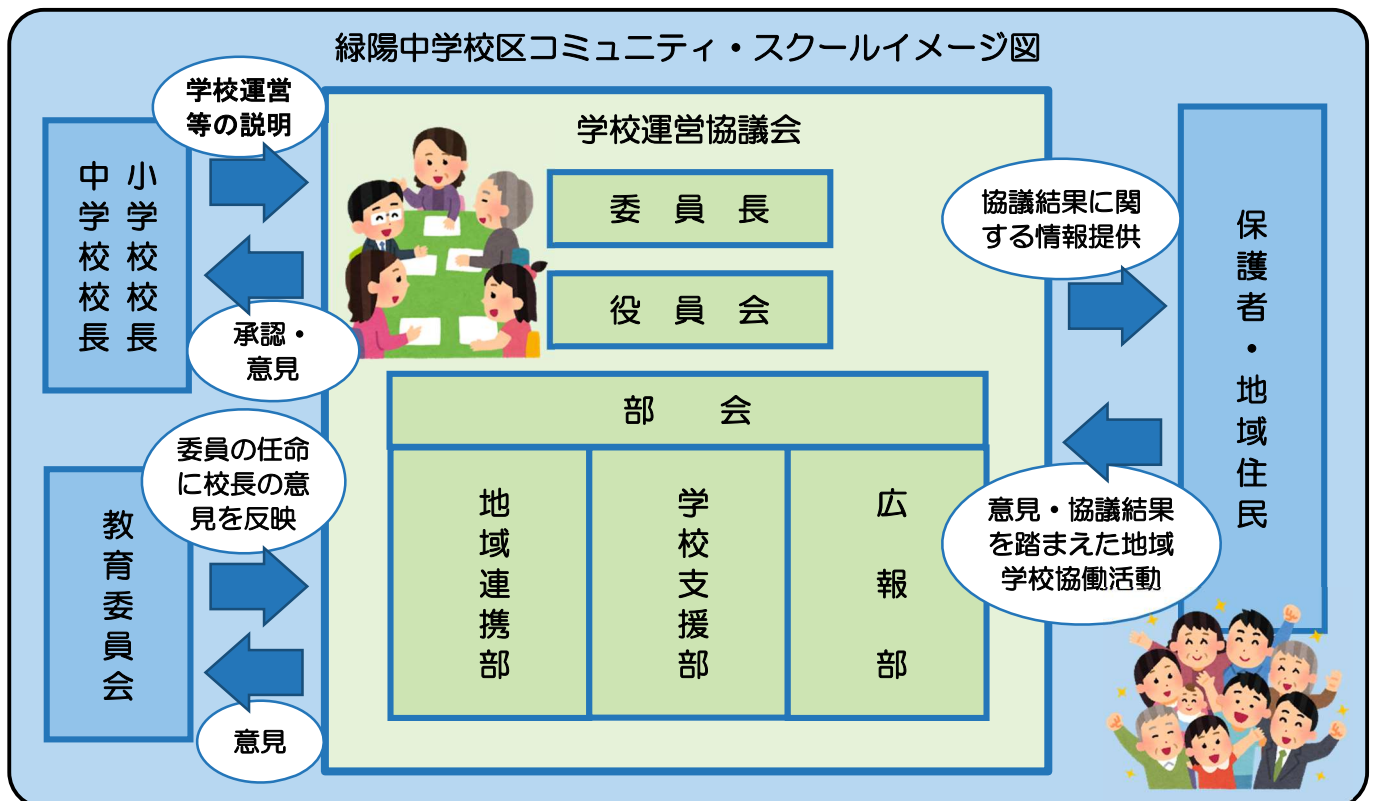 緑陽中学校区コミュニティ・スクールイメージ図
学校運営
等の説明
小学校校長
中学校校長
承認・
意見
委員の任命
に校長の意
見を反映
教育委員会
意見
学校運営協議会
委員長
役員会
部会
地域連携部
学校支援部
広報部
協議結果に関
する情報提供
保護者・地域住民
意見・協議結果
を踏まえた地域
学校協働活動